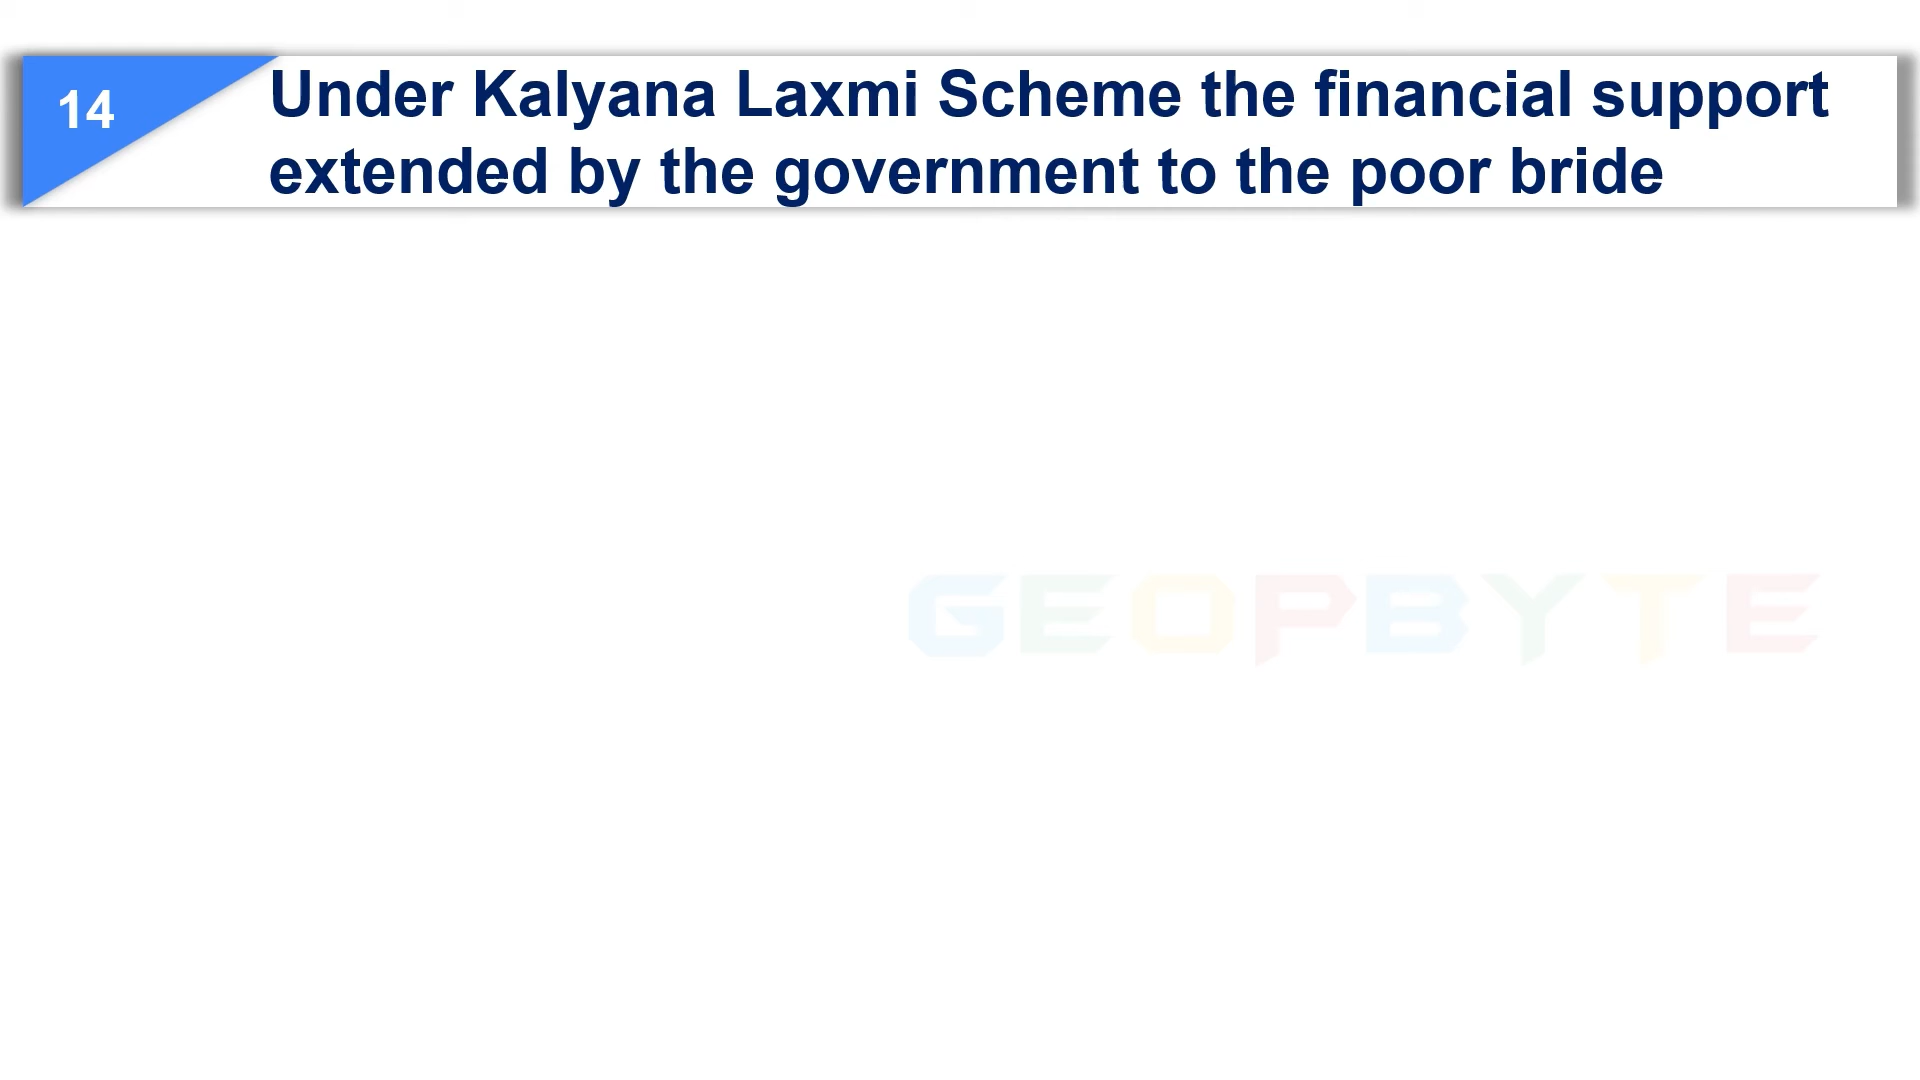 14
Under Kalyana Laxmi Scheme the financial support
extended by the government to the poor bride
GEOPBYTE